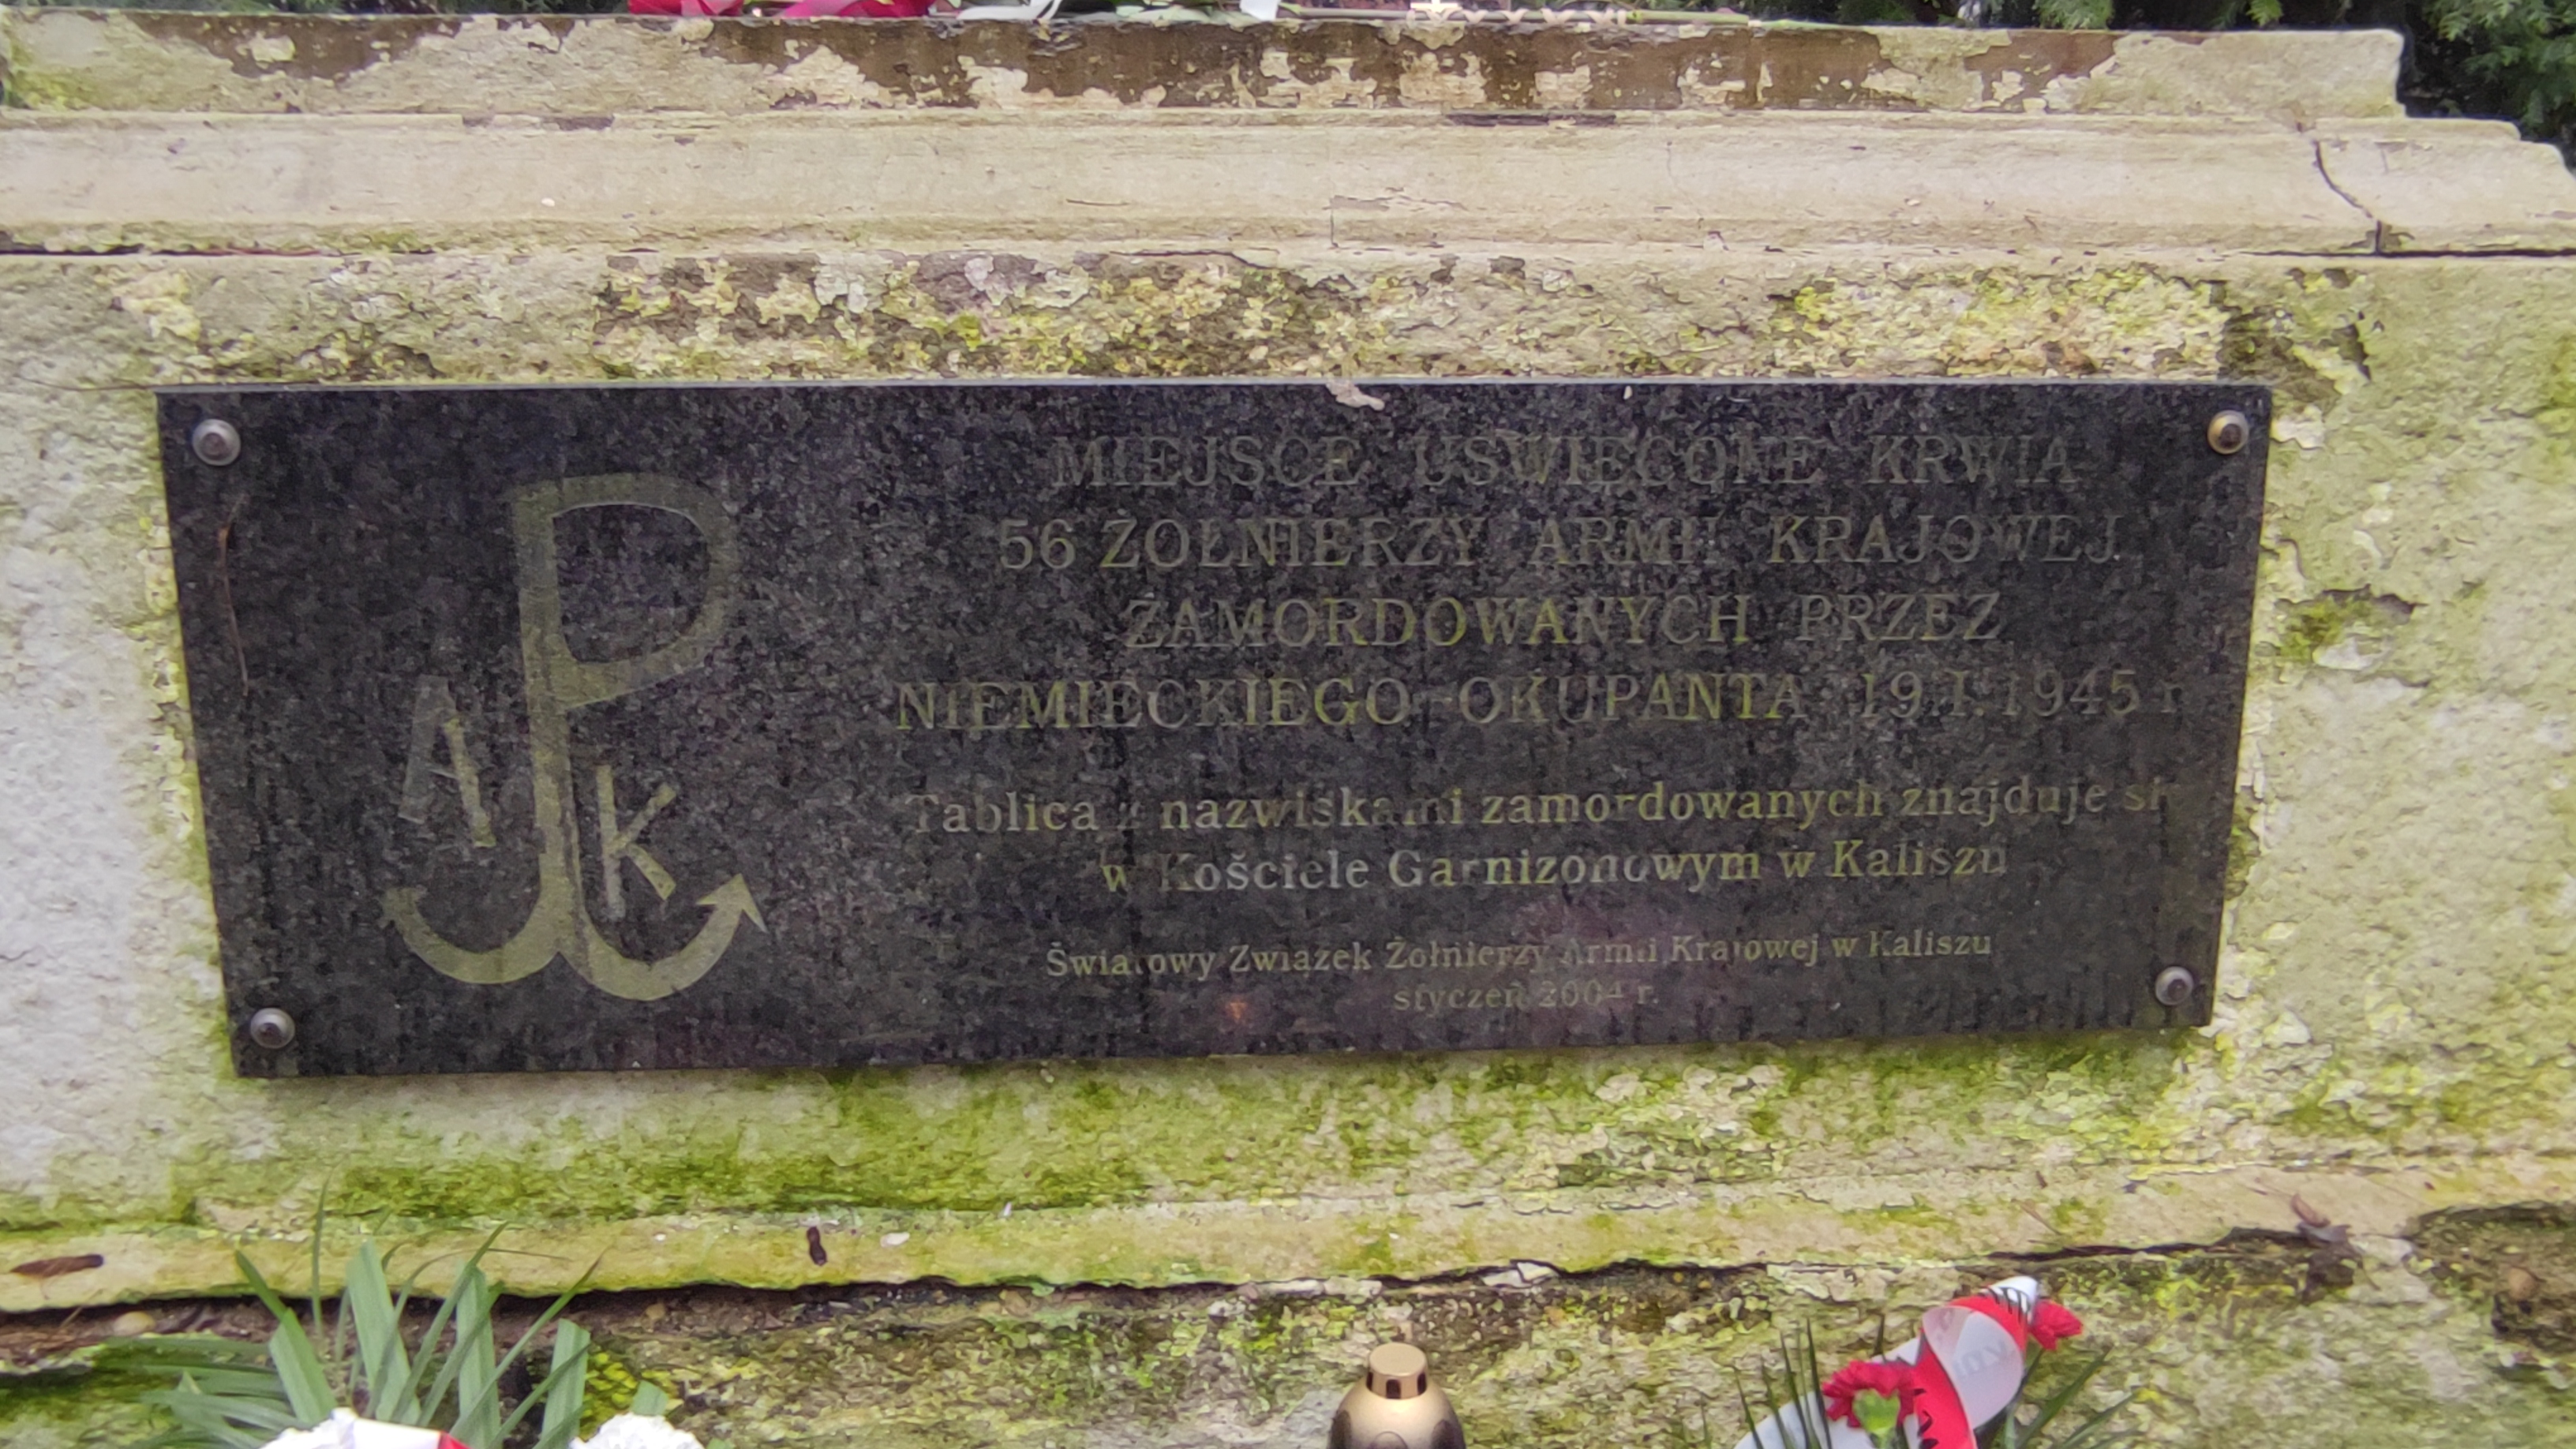 MIEJSCE UŚWIĘCONE KRWIĄ
56 ŻOŁNIERZY ARMII KRAJOWEJ
ZAMORDOWANYCH PRZEZ
NIEMIECKIEGO OKUPANTA 19.I.1945 r
P
A
K
Tablica z nazwiskami zamordowanych znajduje się
w Kościele Garnizonowym w Kaliszu
Światowy Związek Żołnierzy Armii Krajowej w Kaliszu
styczeń 2004 r.